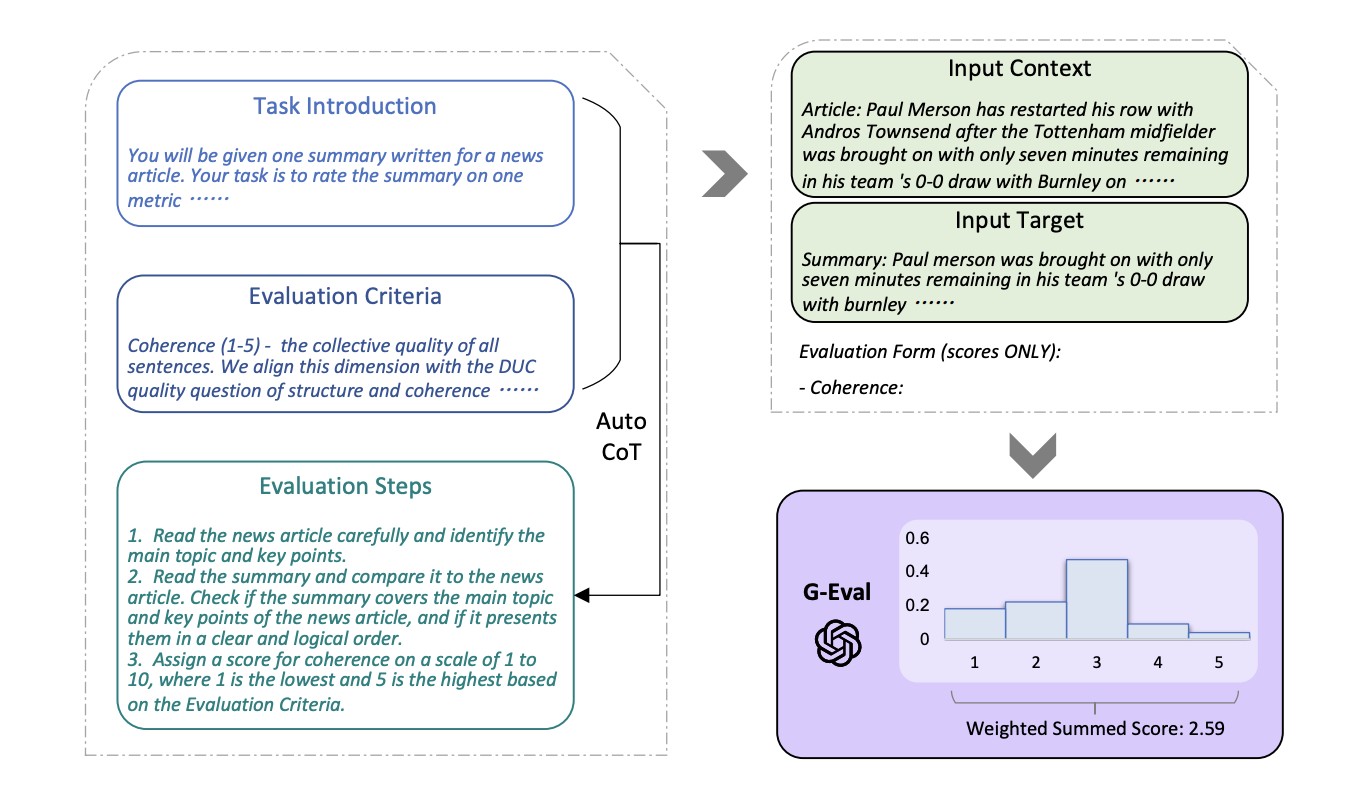 Task Introduction
You will be given one summary written for a news
article. Your task is to rate the summary on one
metric ······
Evaluation Criteria
Coherence (1-5) -  the collective quality of all
sentences. We align this dimension with the DUC
quality question of structure and coherence ······
Auto
CoT
Evaluation Steps
1.  Read the news article carefully and identify the
main topic and key points.
2.  Read the summary and compare it to the news
article. Check if the summary covers the main topic
and key points of the news article, and if it presents
them in a clear and logical order.
3.  Assign a score for coherence on a scale of 1 to
10, where 1 is the lowest and 5 is the highest based
on the Evaluation Criteria.
Input Context
Article: Paul Merson has restarted his row with
Andros Townsend after the Tottenham midfielder
was brought on with only seven minutes remaining
in his team 's 0-0 draw with Burnley on ······
Input Target
Summary: Paul merson was brought on with only
seven minutes remaining in his team 's 0-0 draw
with burnley ······
Evaluation Form (scores ONLY):
- Coherence:
G-Eval
0.6
0.4
0.2
0
1 2 3 4 5
Weighted Summed Score: 2.59